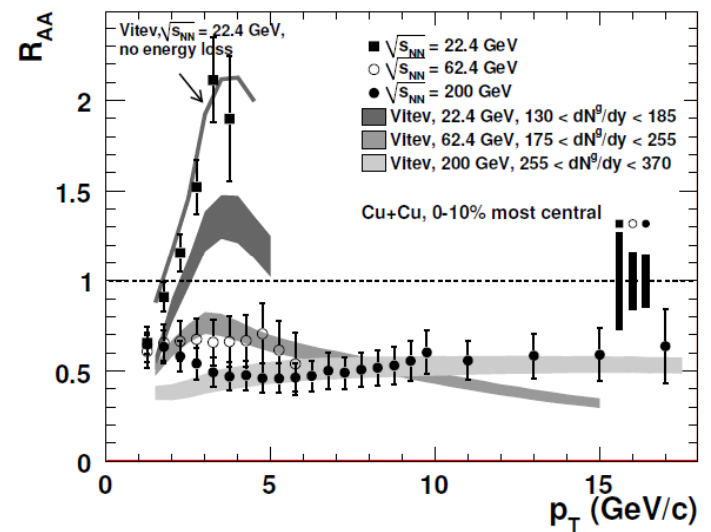 R_AA
Vitev, √s_NN = 22.4 GeV,
no energy loss
√s_NN = 22.4 GeV
√s_NN = 62.4 GeV
√s_NN = 200 GeV
Vitev, 22.4 GeV, 130 < dN^g/dy < 185
Vitev, 62.4 GeV, 175 < dN^g/dy < 255
Vitev, 200 GeV, 255 < dN^g/dy < 370
Cu+Cu, 0-10% most central
2
1.5
1
0.5
0
0 5 10 15
p_T (GeV/c)